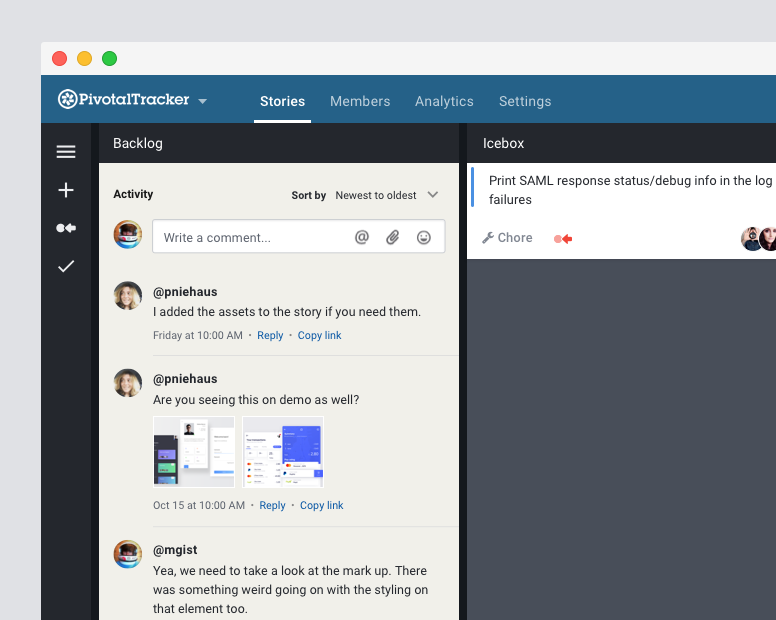 PivotalTracker
Stories Members Analytics Settings
Backlog
Activity
Sort by Newest to oldest
Write a comment...
@pniehaus
I added the assets to the story if you need them.
Friday at 10:00 AM • Reply • Copy link
@pniehaus
Are you seeing this on demo as well?
Oct 15 at 10:00 AM • Reply • Copy link
@mgist
Yea, we need to take a look at the mark up. There
was something weird going on with the styling on
that element too.
Icebox
Print SAML response status/debug info in the log
failures
Chore